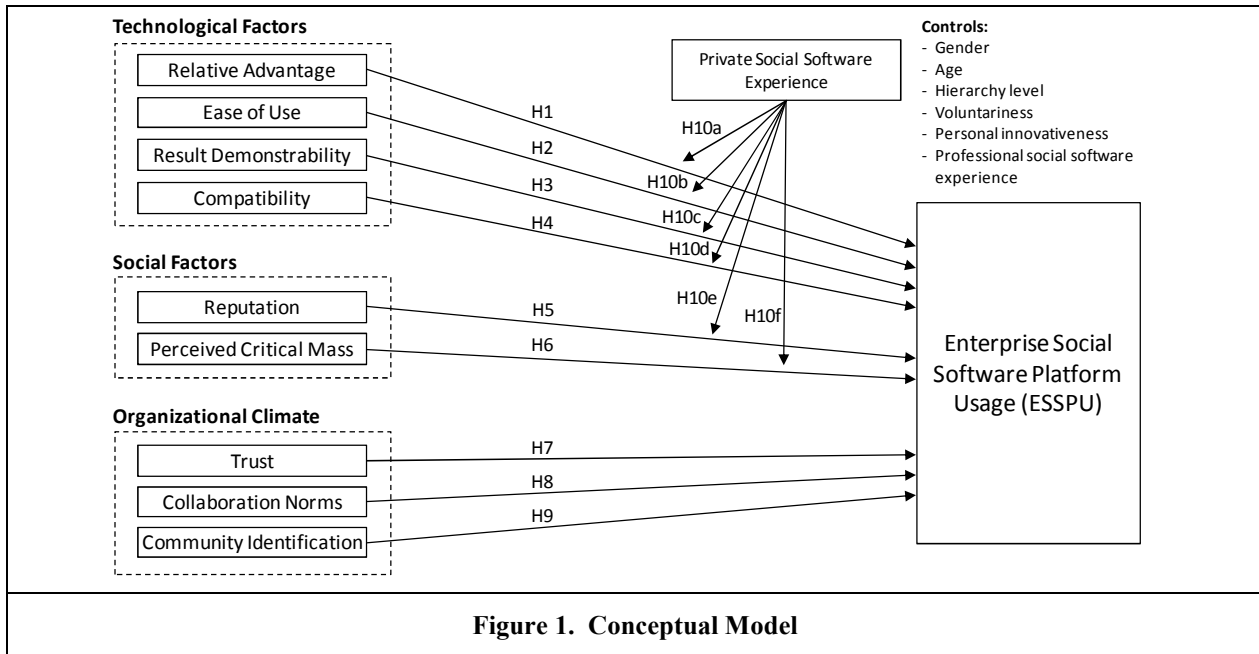 Technological Factors
Relative Advantage
Ease of Use
Result Demonstrability
Compatibility
Social Factors
Reputation
Perceived Critical Mass
Organizational Climate
Trust
Collaboration Norms
Community Identification
H1
H2
H3
H4
H5
H6
H7
H8
H9
Private Social Software
Experience
H10a
H10b
H10c
H10d
H10e
H10f
Controls:
- Gender
- Age
- Hierarchy level
- Voluntariness
- Personal innovativeness
- Professional social software
experience
Enterprise Social
Software Platform
Usage (ESSPU)
Figure 1. Conceptual Model